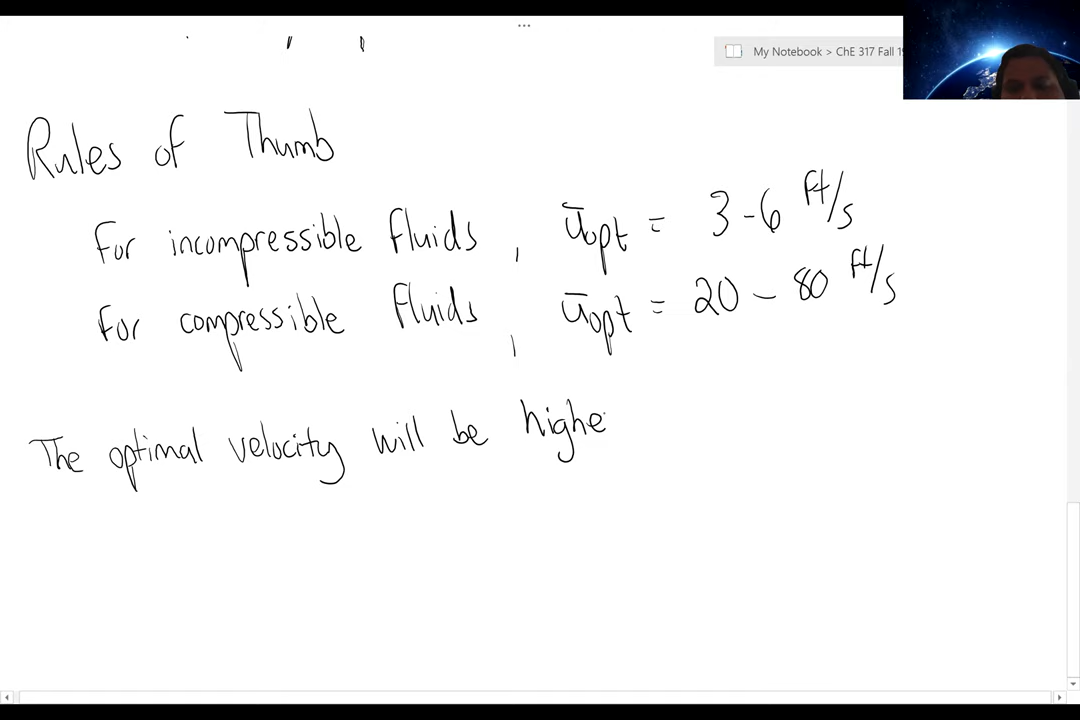 My Notebook > ChE 317 Fall
Rules of Thumb
For incompressible fluids, ūopt = 3-6 ft/s
For compressible fluids, ūopt = 20 - 80 ft/s
The optimal velocity will be highe